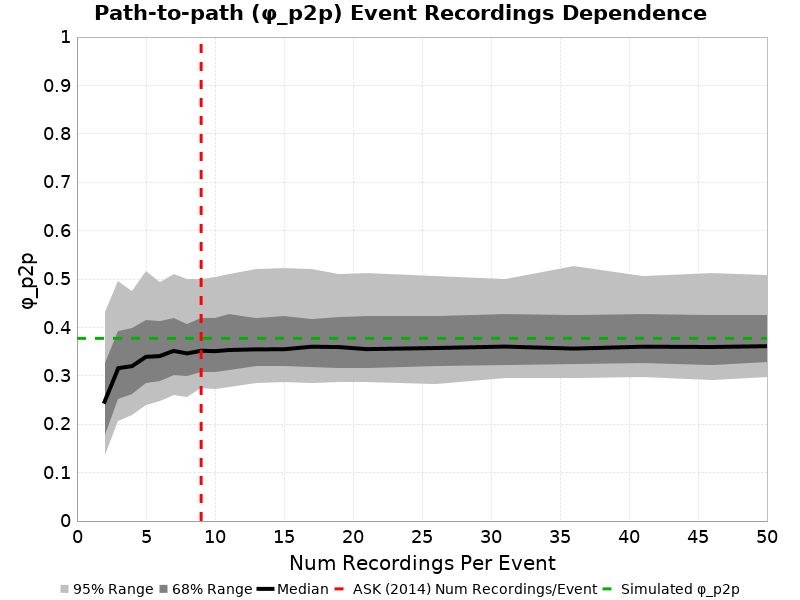 Path-to-path (φ_p2p) Event Recordings Dependence
1
0.9
0.8
0.7
0.6
0.5
0.4
0.3
0.2
0.1
0
φ_p2p
0 5 10 15 20 25 30 35 40 45 50
Num Recordings Per Event
95% Range 68% Range Median ASK (2014) Num Recordings/Event Simulated φ_p2p